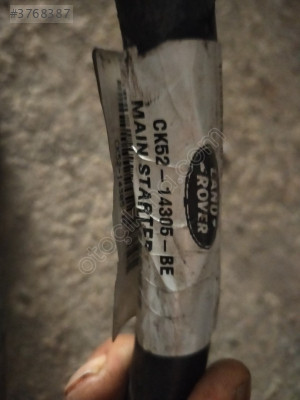 #3768387
CK52-14305-BE
MAIN STARTER
LAND-
-ROVER